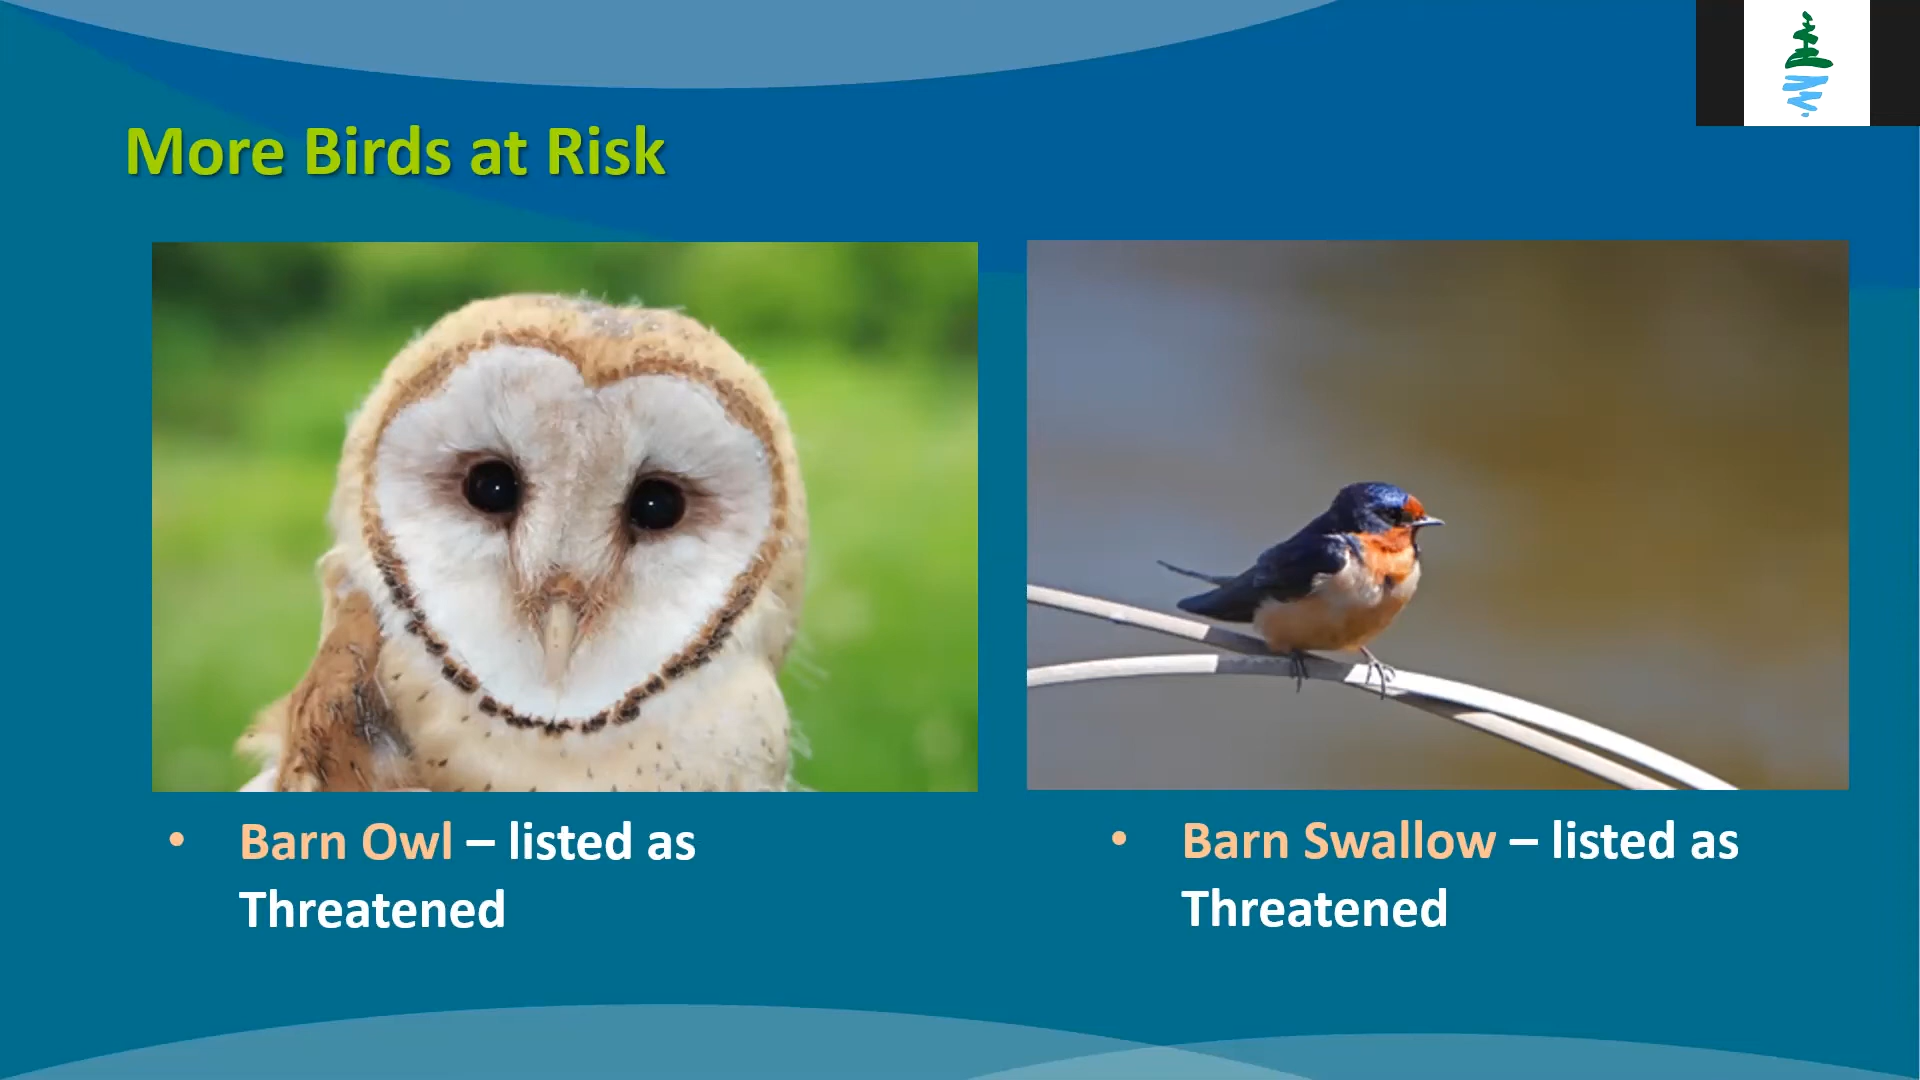 More Birds at Risk
• Barn Owl – listed as
Threatened
• Barn Swallow – listed as
Threatened